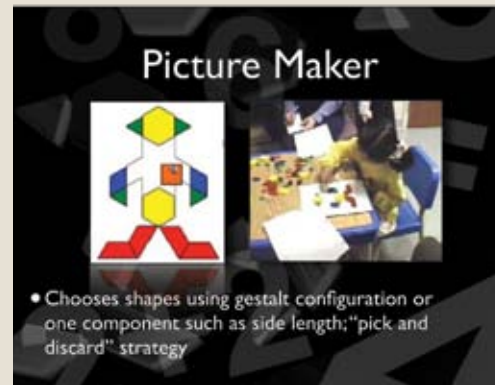 Picture Maker
• Chooses shapes using gestalt configuration or
one component such as side length; “pick and
discard” strategy